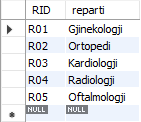 RID reparti
R01 Gjinekologji
R02 Ortopedi
R03 Kardiologji
R04 Radiologji
R05 Oftalmologji
NULL NULL